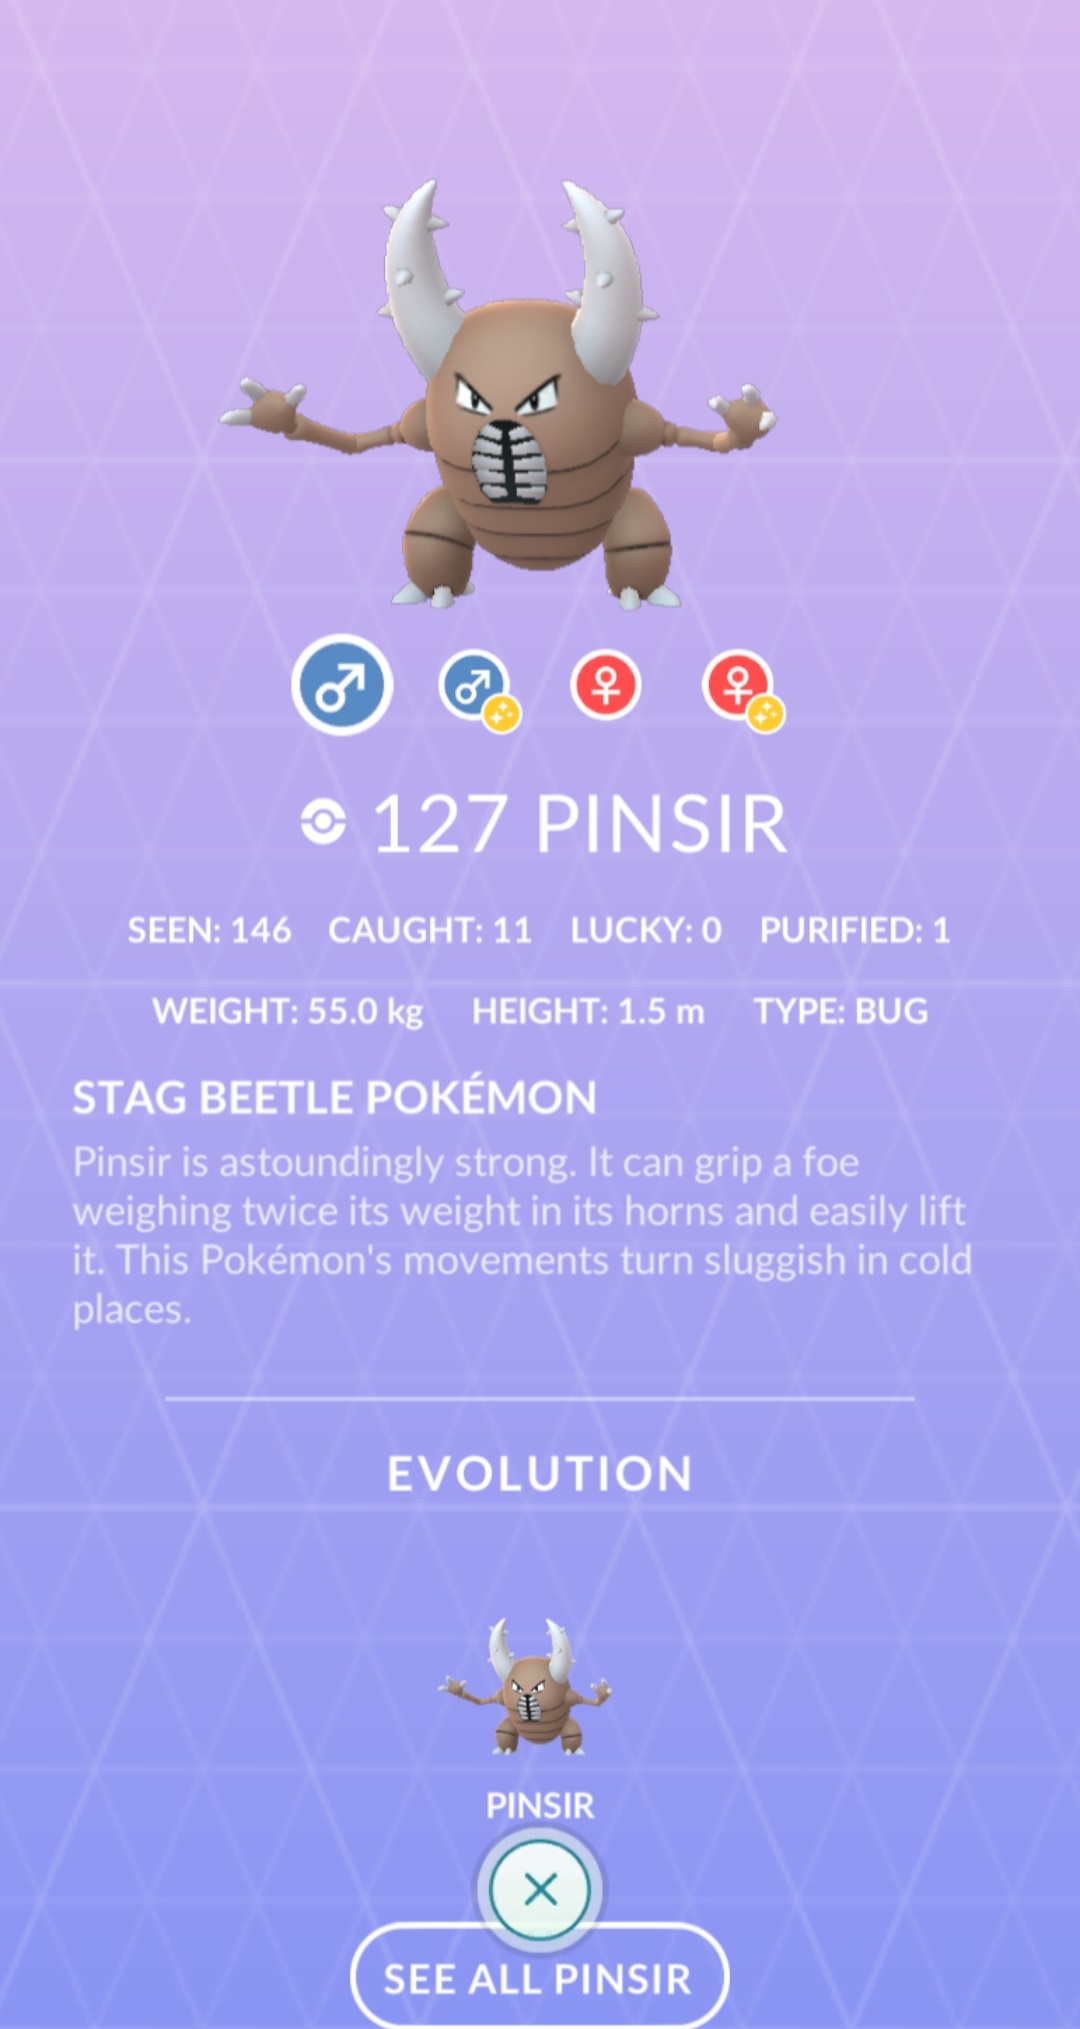 127 PINSIR
SEEN: 146 CAUGHT: 11 LUCKY: 0 PURIFIED: 1
WEIGHT: 55.0 kg HEIGHT: 1.5 m TYPE: BUG
STAG BEETLE POKÉMON
Pinsir is astoundingly strong. It can grip a foe
weighing twice its weight in its horns and easily lift
it. This Pokémon's movements turn sluggish in cold
places.
EVOLUTION
PINSIR
SEE ALL PINSIR